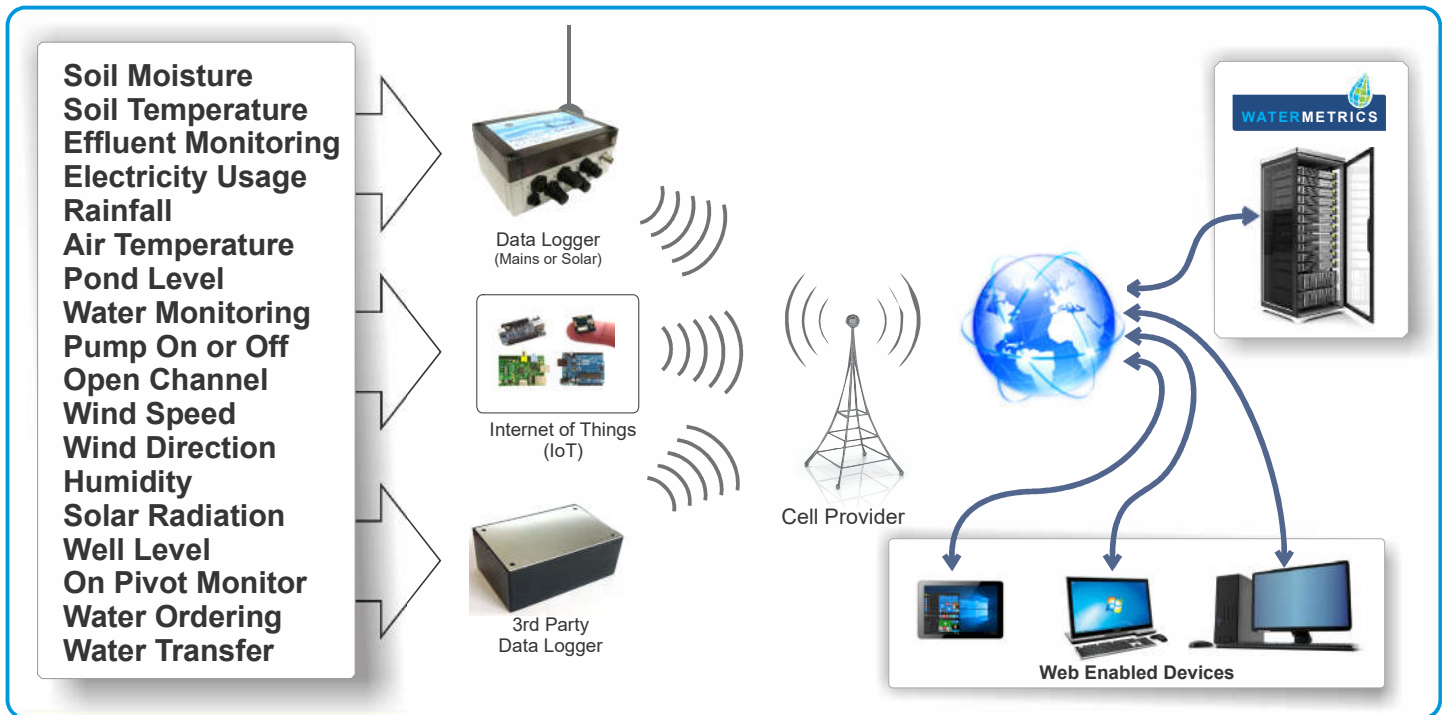 Soil Moisture
Soil Temperature
Effluent Monitoring
Electricity Usage
Rainfall
Air Temperature
Pond Level
Water Monitoring
Pump On or Off
Open Channel
Wind Speed
Wind Direction
Humidity
Solar Radiation
Well Level
On Pivot Monitor
Water Ordering
Water Transfer
Data Logger
(Mains or Solar)
Internet of Things
(IoT)
3rd Party
Data Logger
Cell Provider
WATERMETRICS
Web Enabled Devices